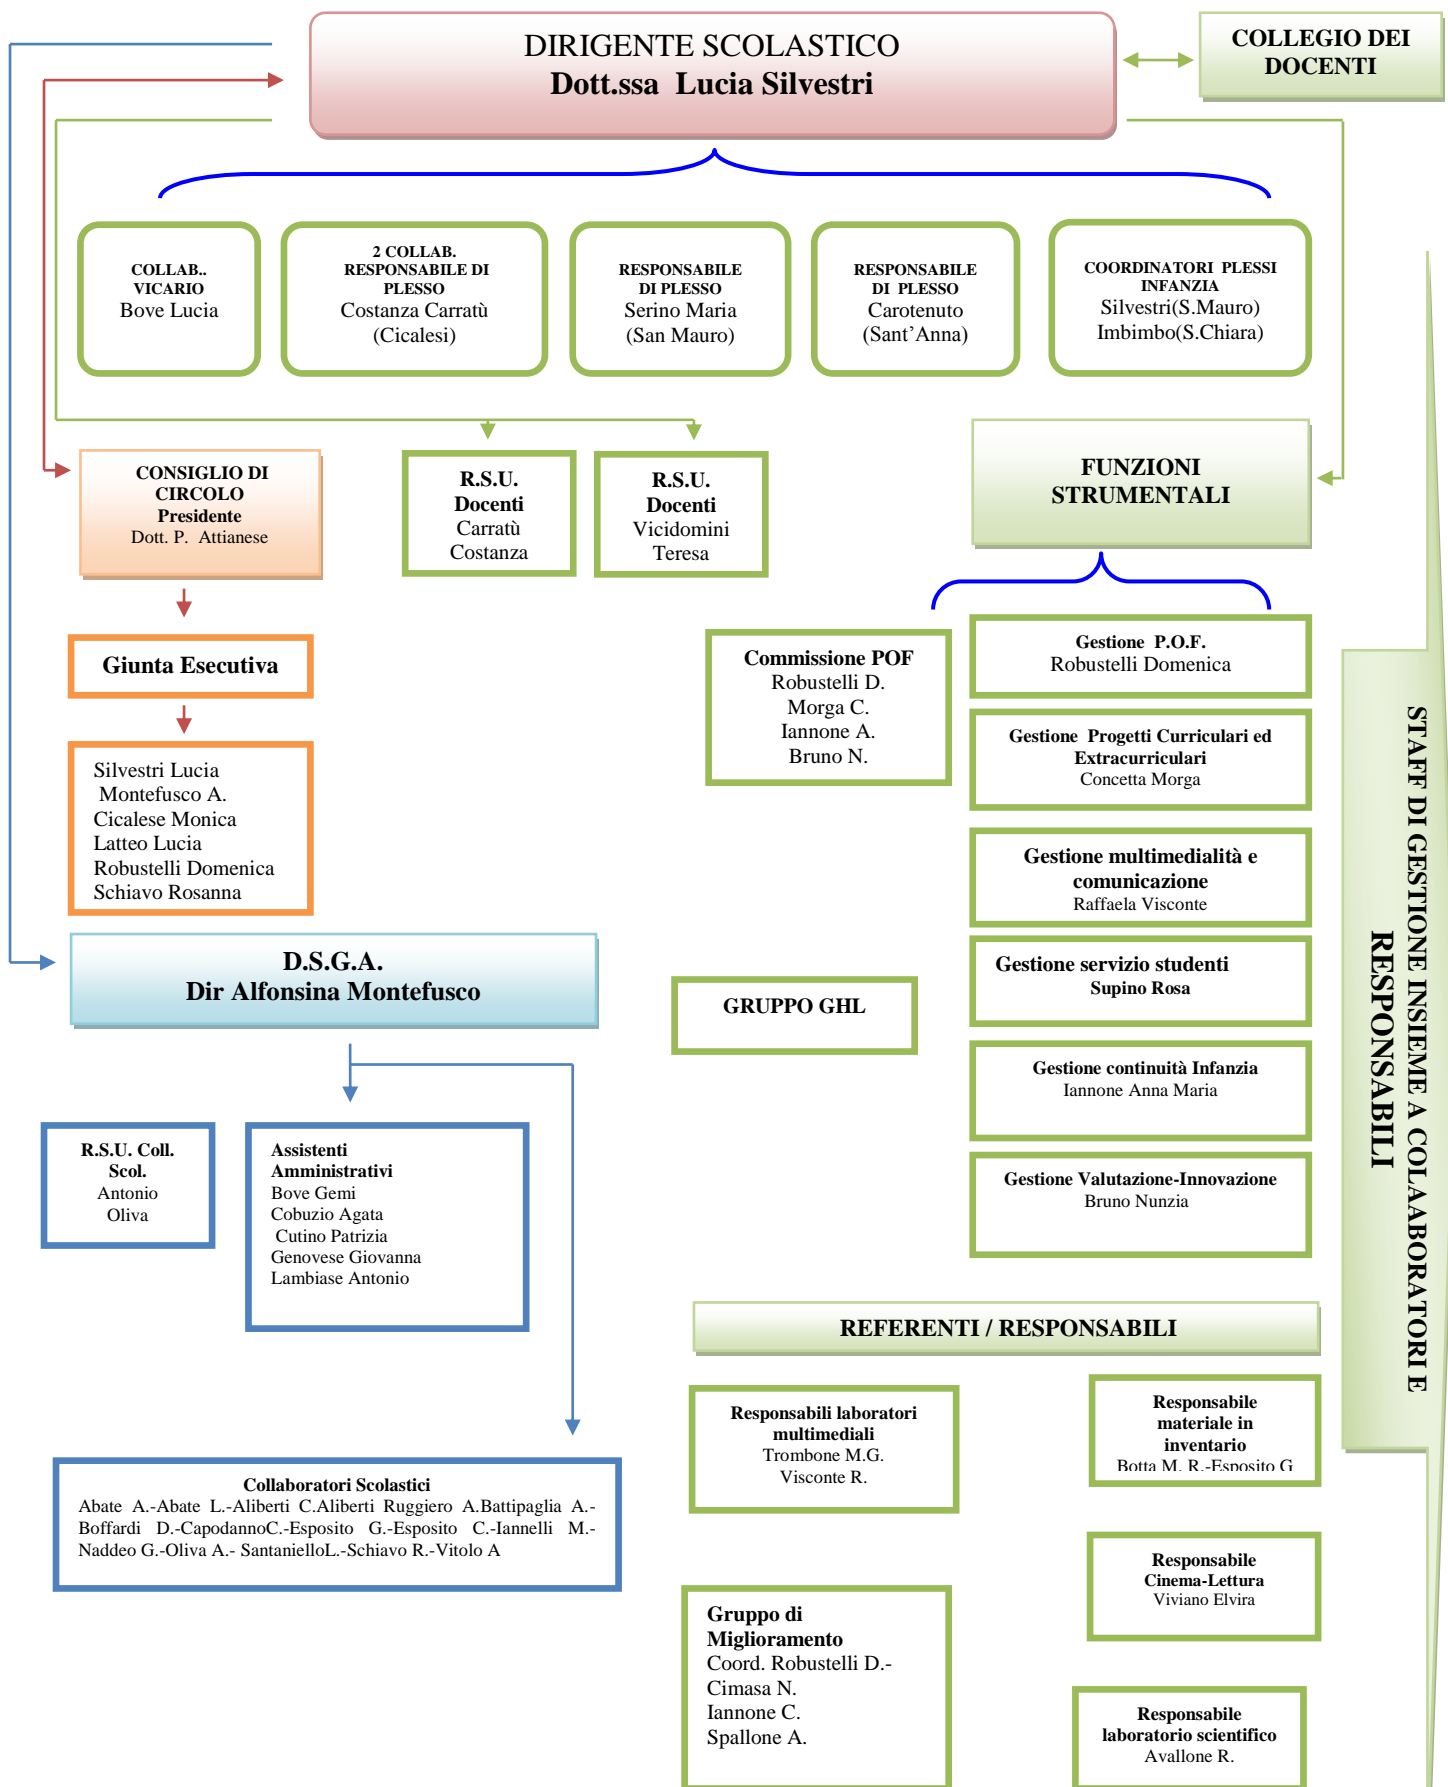 DIRIGENTE SCOLASTICO
Dott.ssa Lucia Silvestri
COLLEGIO DEI
DOCENTI
COLLAB..
VICARIO
Bove Lucia
2 COLLAB.
RESPONSABILE DI
PLESSO
Costanza Carratù
(Cicalesi)
RESPONSABILE
DI PLESSO
Serino Maria
(San Mauro)
RESPONSABILE
DI PLESSO
Carotenuto
(Sant'Anna)
COORDINATORI PLESSI
INFANZIA
Silvestri(S.Mauro)
Imbimbo(S.Chiara)
CONSIGLIO DI
CIRCOLO
Presidente
Dott. P. Attianese
R.S.U.
Docenti
Carratù
Costanza
R.S.U.
Docenti
Vicidomini
Teresa
FUNZIONI
STRUMENTALI
Giunta Esecutiva
Silvestri Lucia
Montefusco A.
Cicalese Monica
Latteo Lucia
Robustelli Domenica
Schiavo Rosanna
Commissione POF
Robustelli D.
Morga C.
Iannone A.
Bruno N.
Gestione P.O.F.
Robustelli Domenica
Gestione Progetti Curriculari ed
Extracurriculari
Concetta Morga
Gestione multimedialità e
comunicazione
Raffaela Visconte
Gestione servizio studenti
Supino Rosa
Gestione continuità Infanzia
Iannone Anna Maria
Gestione Valutazione-Innovazione
Bruno Nunzia
GRUPPO GHL
STAFF DI GESTIONE INSIEME A COLAABORATORI E
RESPONSABILI
D.S.G.A.
Dir Alfonsina Montefusco
R.S.U. Coll.
Scol.
Antonio
Oliva
Assistenti
Amministrativi
Bove Gemi
Cobuzio Agata
Cutino Patrizia
Genovese Giovanna
Lambiase Antonio
Collaboratori Scolastici
Abate A.-Abate L.-Aliberti C.Aliberti Ruggiero A.Battipaglia A.-
Boffardi D.-CapodannoC.-Esposito G.-Esposito C.-Iannelli M.-
Naddeo G.-Oliva A.- SantanielloL.-Schiavo R.-Vitolo A
REFERENTI / RESPONSABILI
Responsabili laboratori
multimediali
Trombone M.G.
Visconte R.
Responsabile
materiale in
inventario
Botta M. R.-Esposito G
Responsabile
Cinema-Lettura
Viviano Elvira
Gruppo di
Miglioramento
Coord. Robustelli D.-
Cimasa N.
Iannone C.
Spallone A.
Responsabile
laboratorio scientifico
Avallone R.